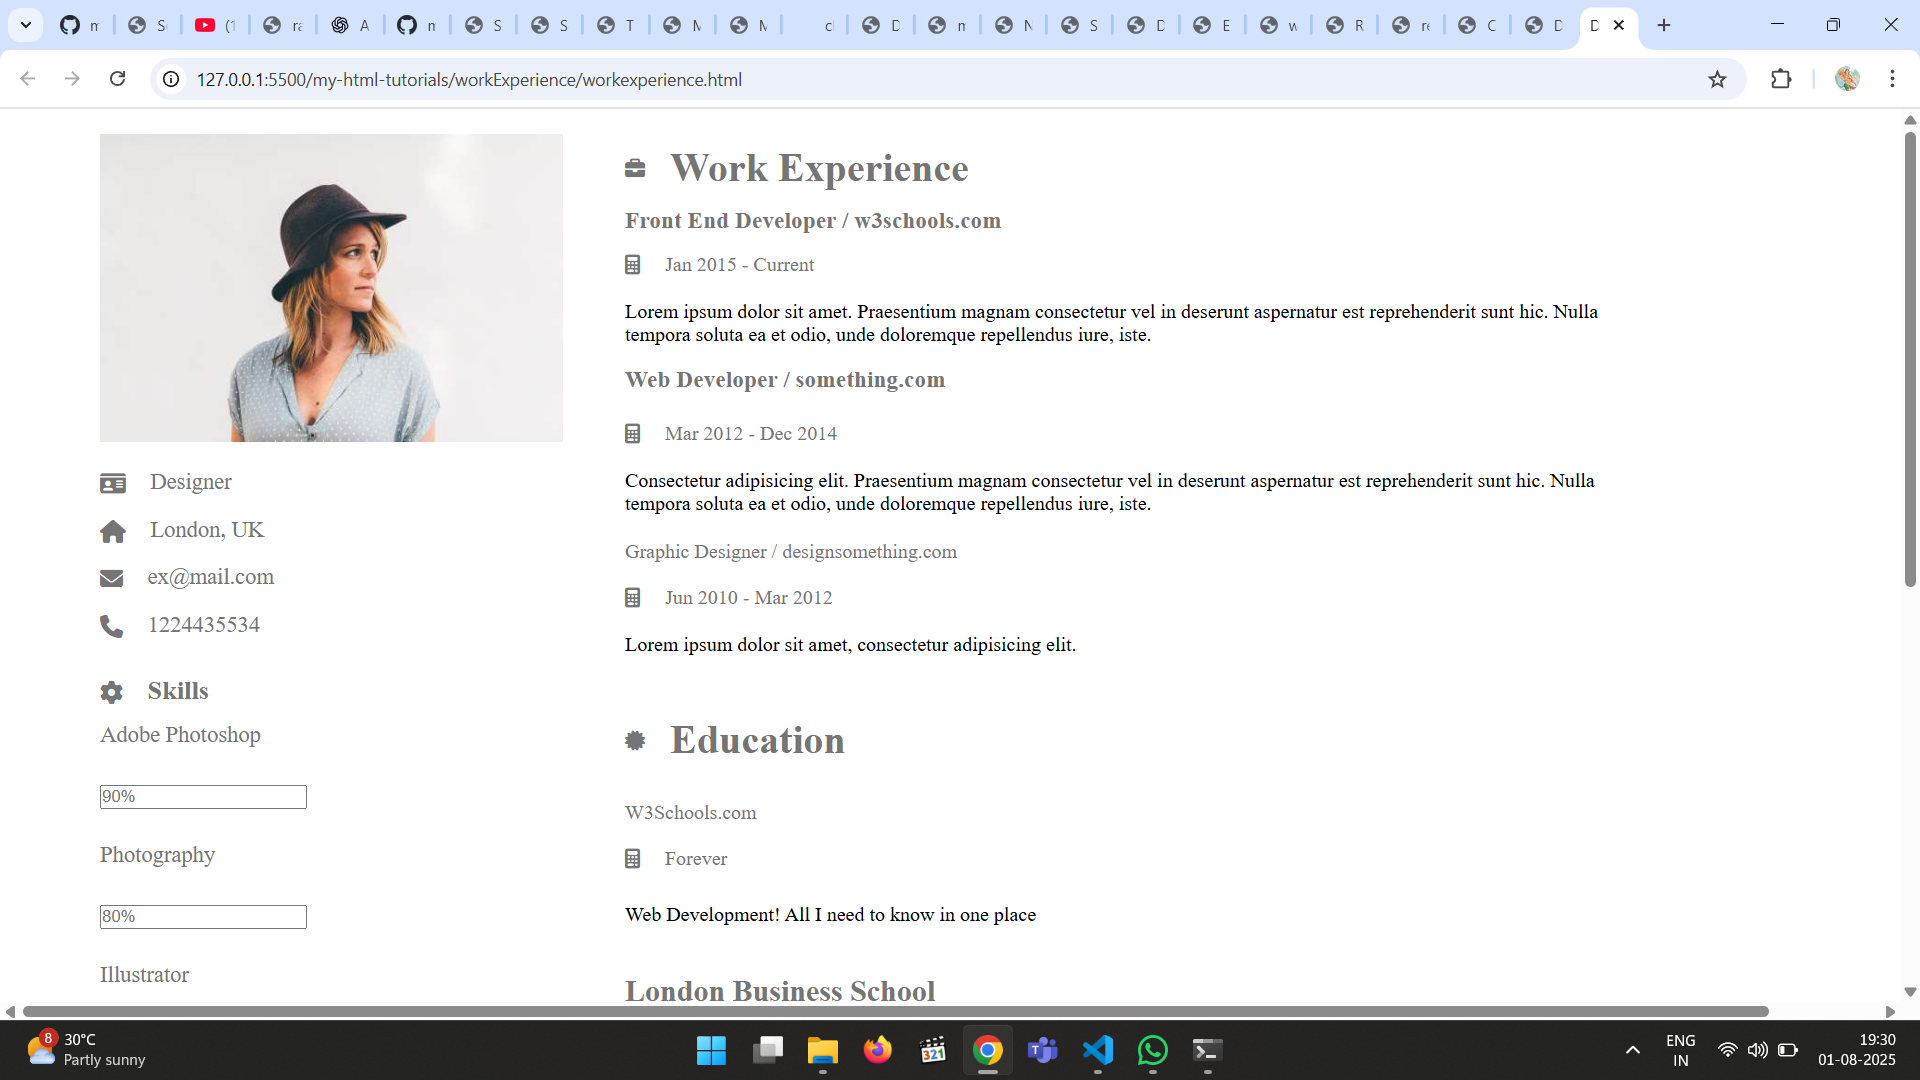 (1
127.0.0.1:5500/my-html-tutorials/workExperience/workexperience.html
Work Experience
Front End Developer / w3schools.com
Jan 2015 - Current
Lorem ipsum dolor sit amet. Praesentium magnam consectetur vel in deserunt aspernatur est reprehenderit sunt hic. Nulla
tempora soluta ea et odio, unde doloremque repellendus iure, iste.
Web Developer / something.com
Mar 2012 - Dec 2014
Consectetur adipisicing elit. Praesentium magnam consectetur vel in deserunt aspernatur est reprehenderit sunt hic. Nulla
tempora soluta ea et odio, unde doloremque repellendus iure, iste.
Graphic Designer / designsomething.com
Jun 2010 - Mar 2012
Lorem ipsum dolor sit amet, consectetur adipisicing elit.
Education
W3Schools.com
Forever
Web Development! All I need to know in one place
London Business School
Designer
London, UK
ex@mail.com
1224435534
Skills
Adobe Photoshop
90%
Photography
80%
Illustrator
8
30°C
Partly sunny
321
ENG
IN
19:30
01-08-2025